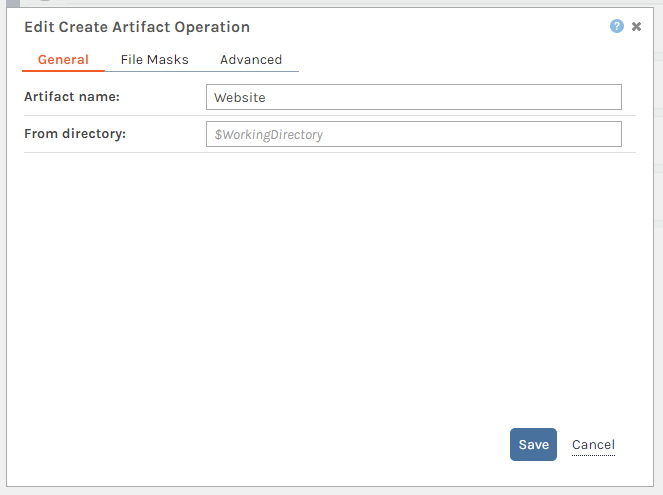 Edit Create Artifact Operation
?
General File Masks Advanced
Artifact name: Website
From directory: $WorkingDirectory
Save Cancel